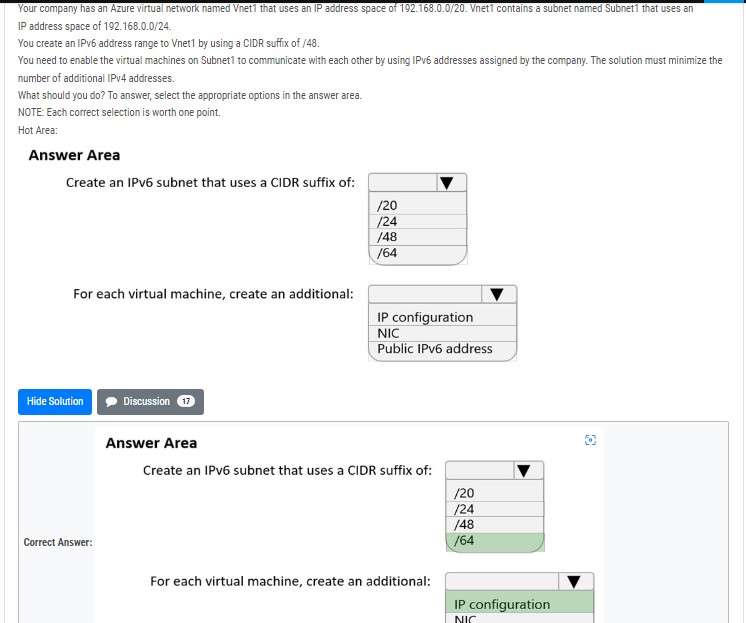 Your company has an Azure virtual network named Vnet1 that uses an IP address space of 192.168.0.0/20. Vnet1 contains a subnet named Subnet1 that uses an
IP address space of 192.168.0.0/24.
You create an IPv6 address range to Vnet1 by using a CIDR suffix of /48.
You need to enable the virtual machines on Subnet1 to communicate with each other by using IPv6 addresses assigned by the company. The solution must minimize the
number of additional IPv4 addresses.
What should you do? To answer, select the appropriate options in the answer area.
NOTE: Each correct selection is worth one point.
Hot Area:
Answer Area
Create an IPv6 subnet that uses a CIDR suffix of:
/20
/24
/48
/64
For each virtual machine, create an additional:
IP configuration
NIC
Public IPv6 address
Hide Solution
Discussion 17
Answer Area
Create an IPv6 subnet that uses a CIDR suffix of:
/20
/24
/48
/64
Correct Answer:
For each virtual machine, create an additional:
IP configuration
NIC